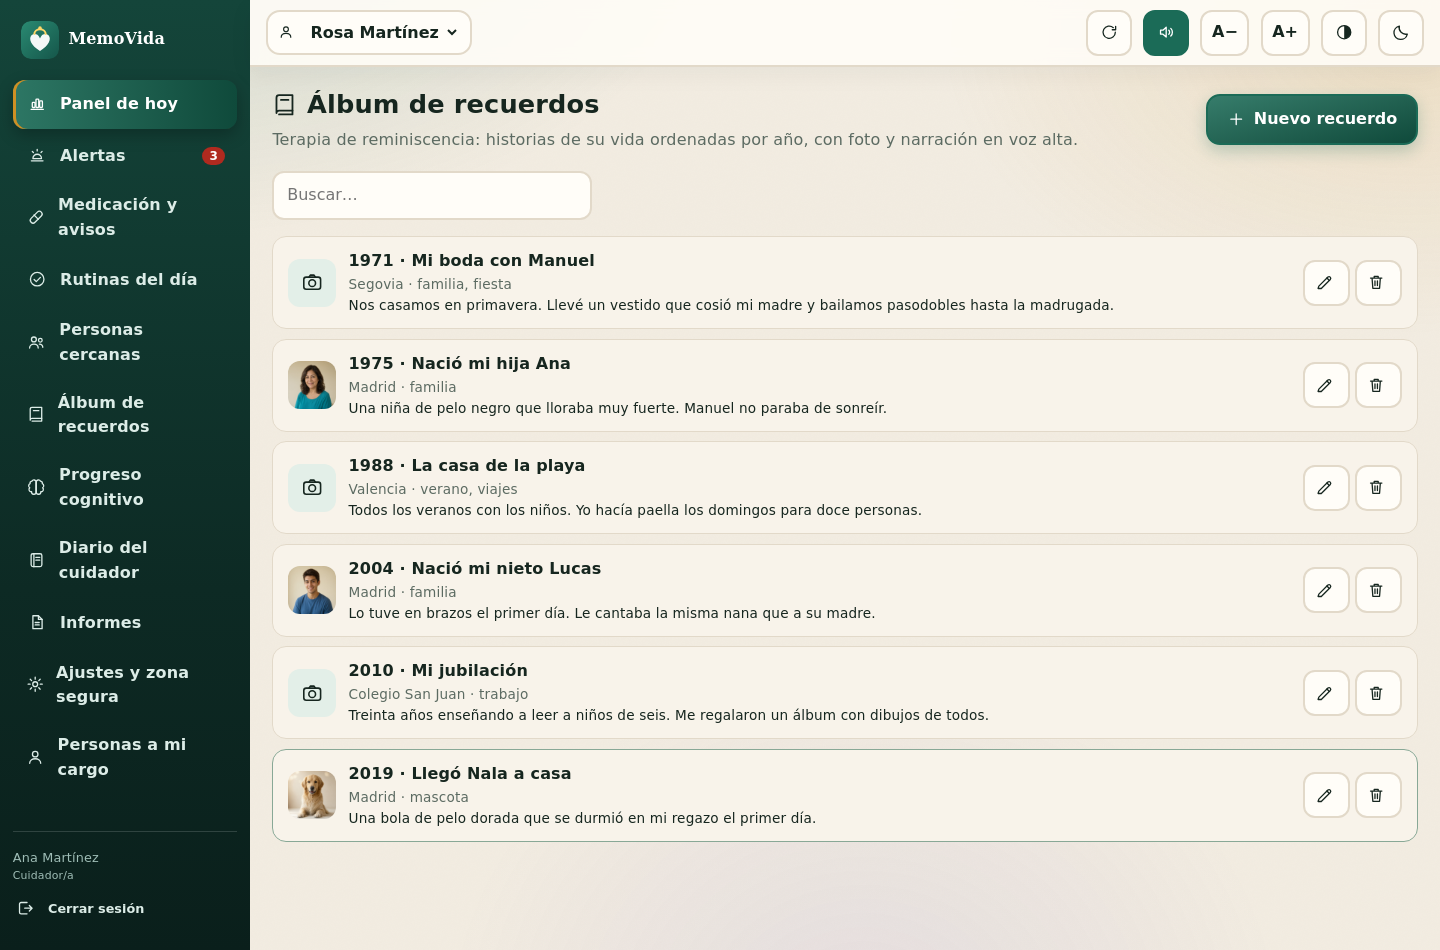 MemoVida
Panel de hoy
Alertas
3
Medicación y
avisos
Rutinas del día
Personas
cercanas
Álbum de
recuerdos
Progreso
cognitivo
Diario del
cuidador
Informes
Ajustes y zona
segura
Personas a mi
cargo
Ana Martínez
Cuidador/a
Cerrar sesión
Rosa Martínez
A−
A+
Álbum de recuerdos
Terapia de reminiscencia: historias de su vida ordenadas por año, con foto y narración en voz alta.
Nuevo recuerdo
Buscar...
1971 · Mi boda con Manuel
Segovia · familia, fiesta
Nos casamos en primavera. Llevé un vestido que cosió mi madre y bailamos pasodobles hasta la madrugada.
1975 · Nació mi hija Ana
Madrid · familia
Una niña de pelo negro que lloraba muy fuerte. Manuel no paraba de sonreír.
1988 · La casa de la playa
Valencia · verano, viajes
Todos los veranos con los niños. Yo hacía paella los domingos para doce personas.
2004 · Nació mi nieto Lucas
Madrid · familia
Lo tuve en brazos el primer día. Le cantaba la misma nana que a su madre.
2010 · Mi jubilación
Colegio San Juan · trabajo
Treinta años enseñando a leer a niños de seis. Me regalaron un álbum con dibujos de todos.
2019 · Llegó Nala a casa
Madrid · mascota
Una bola de pelo dorada que se durmió en mi regazo el primer día.